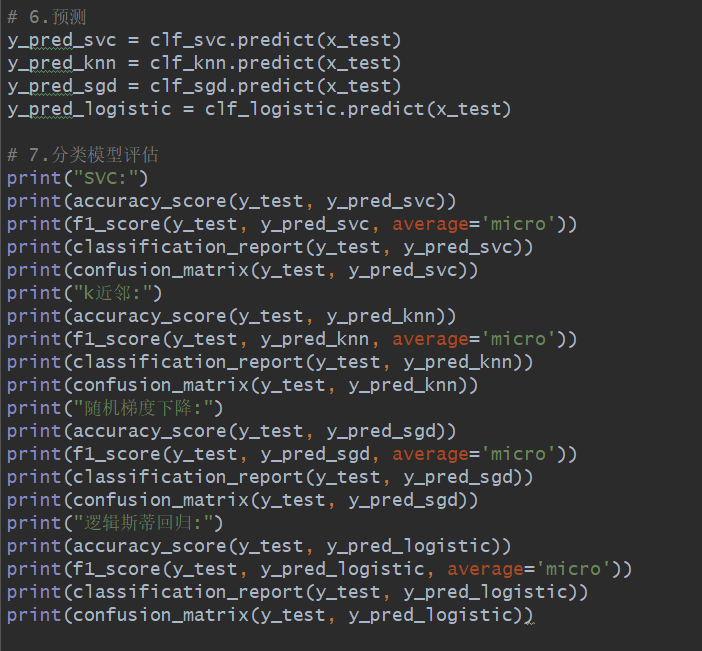 # 6.预测
y_pred_svc = clf_svc.predict(x_test)
y_pred_knn = clf_knn.predict(x_test)
y_pred_sgd = clf_sgd.predict(x_test)
y_pred_logistic = clf_logistic.predict(x_test)
# 7.分类模型评估
print("SVC:")
print(accuracy_score(y_test, y_pred_svc))
print(f1_score(y_test, y_pred_svc, average='micro'))
print(classification_report(y_test, y_pred_svc))
print(confusion_matrix(y_test, y_pred_svc))
print("k近邻:")
print(accuracy_score(y_test, y_pred_knn))
print(f1_score(y_test, y_pred_knn, average='micro'))
print(classification_report(y_test, y_pred_knn))
print(confusion_matrix(y_test, y_pred_knn))
print("随机梯度下降:")
print(accuracy_score(y_test, y_pred_sgd))
print(f1_score(y_test, y_pred_sgd, average='micro'))
print(classification_report(y_test, y_pred_sgd))
print(confusion_matrix(y_test, y_pred_sgd))
print("逻辑斯蒂回归:")
print(accuracy_score(y_test, y_pred_logistic))
print(f1_score(y_test, y_pred_logistic, average='micro'))
print(classification_report(y_test, y_pred_logistic))
print(confusion_matrix(y_test, y_pred_logistic))